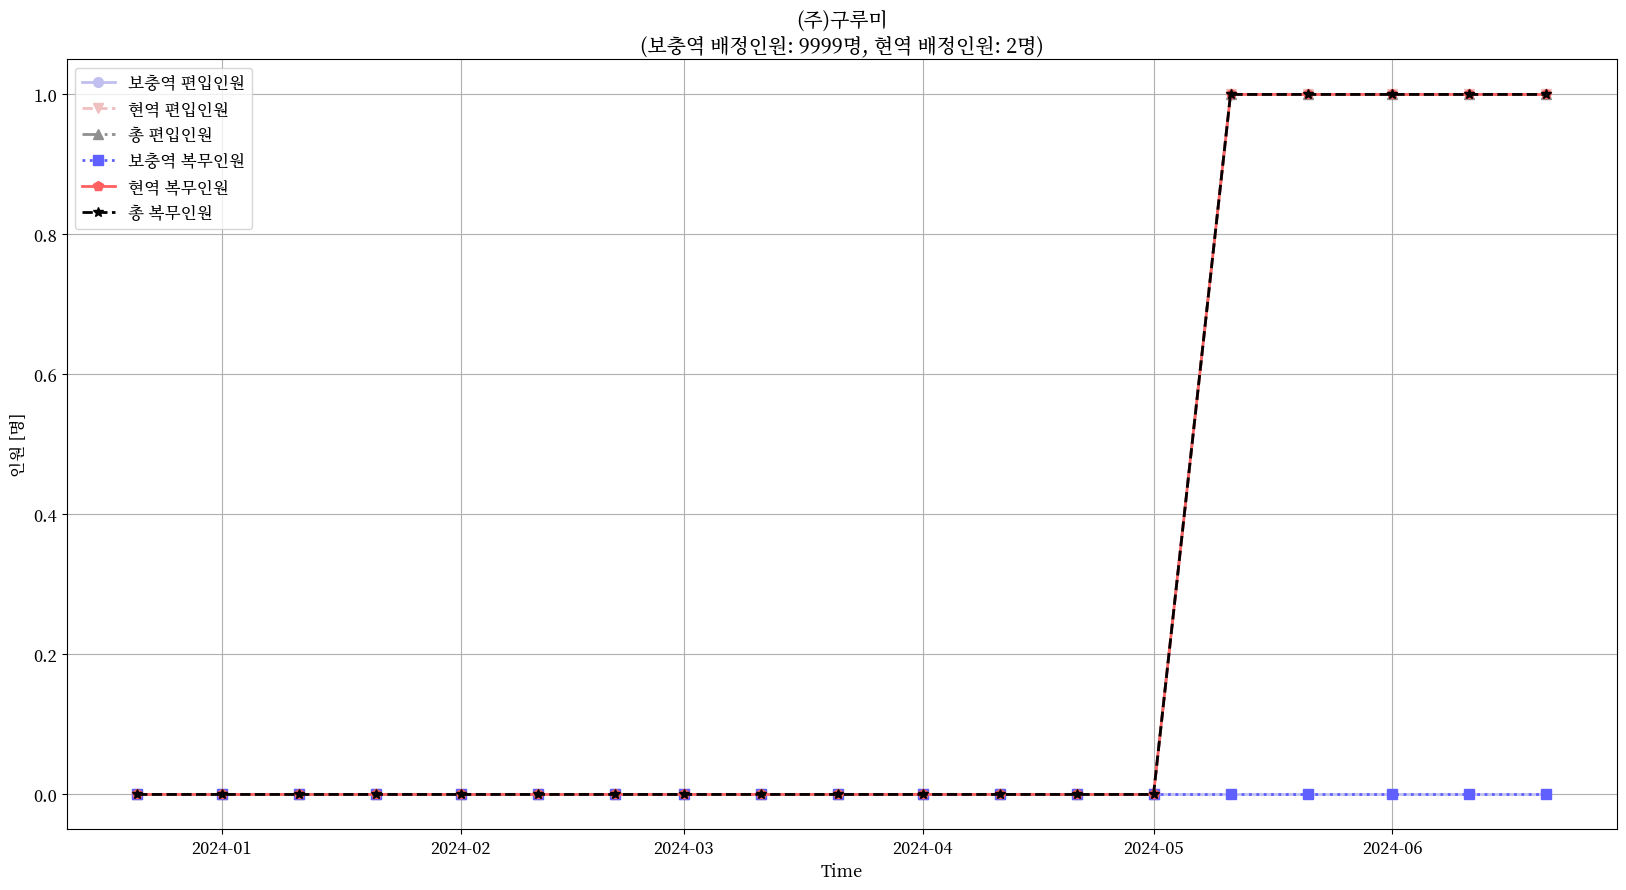 (주)구루미
(보충역 배정인원: 9999명, 현역 배정인원: 2명)
보충역 편입인원
현역 편입인원
총 편입인원
보충역 복무인원
현역 복무인원
총 복무인원
1.0
0.8
0.6
0.4
0.2
0.0
인원 [명]
2024-01
2024-02
2024-03
2024-04
2024-05
2024-06
Time